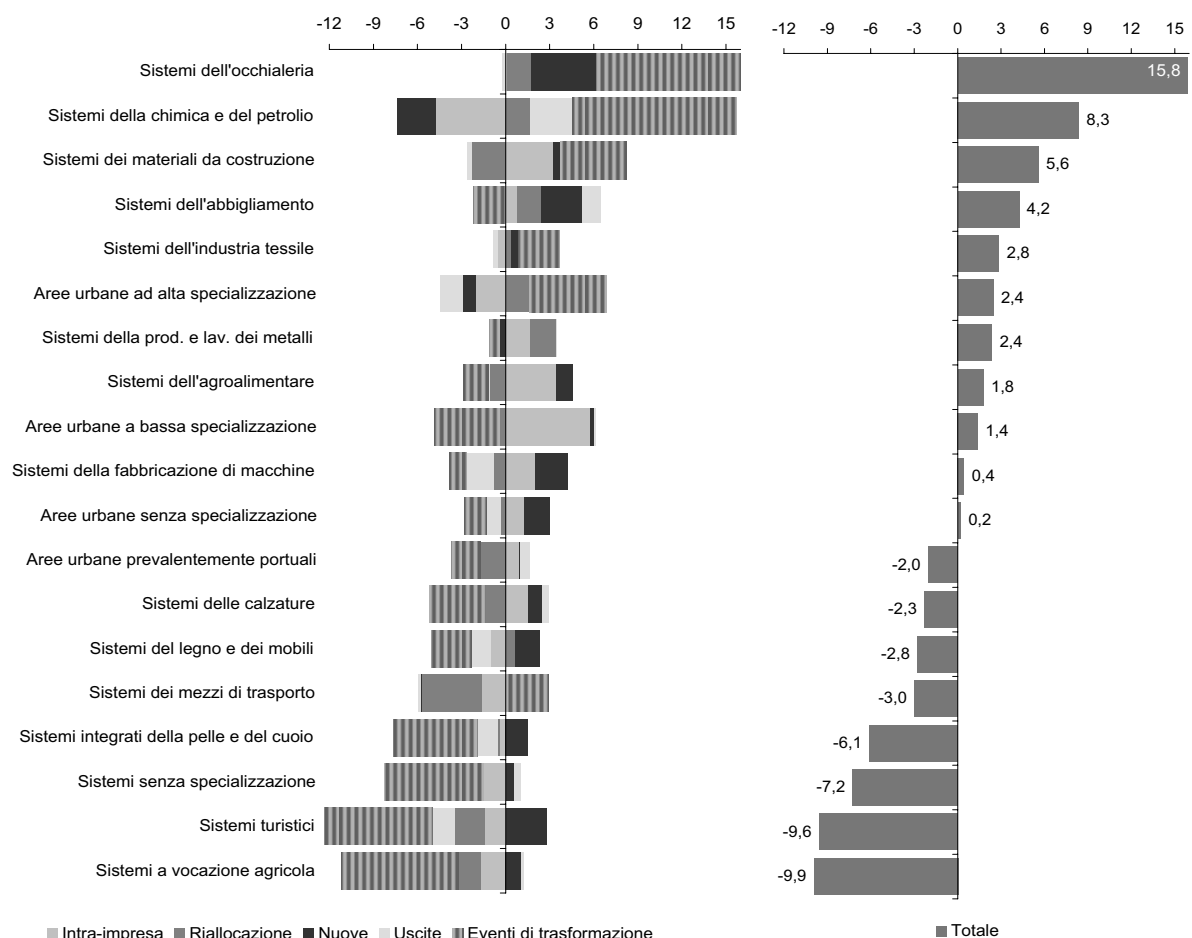 -12 -9 -6 -3 0 3 6 9 12 15
-12 -9 -6 -3 0 3 6 9 12 15
Sistemi dell'occhialeria
15,8
Sistemi della chimica e del petrolio
8,3
Sistemi dei materiali da costruzione
5,6
Sistemi dell'abbigliamento
4,2
Sistemi dell'industria tessile
2,8
Aree urbane ad alta specializzazione
2,4
Sistemi della prod. e lav. dei metalli
2,4
Sistemi dell'agroalimentare
1,8
Aree urbane a bassa specializzazione
1,4
Sistemi della fabbricazione di macchine
0,4
Aree urbane senza specializzazione
0,2
Aree urbane prevalentemente portuali
-2,0
Sistemi delle calzature
-2,3
Sistemi del legno e dei mobili
-2,8
Sistemi dei mezzi di trasporto
-3,0
Sistemi integrati della pelle e del cuoio
-6,1
Sistemi senza specializzazione
-7,2
Sistemi turistici
-9,6
Sistemi a vocazione agricola
-9,9
Intra-impresa Riallocazione Nuove Uscite Eventi di trasformazione
Totale